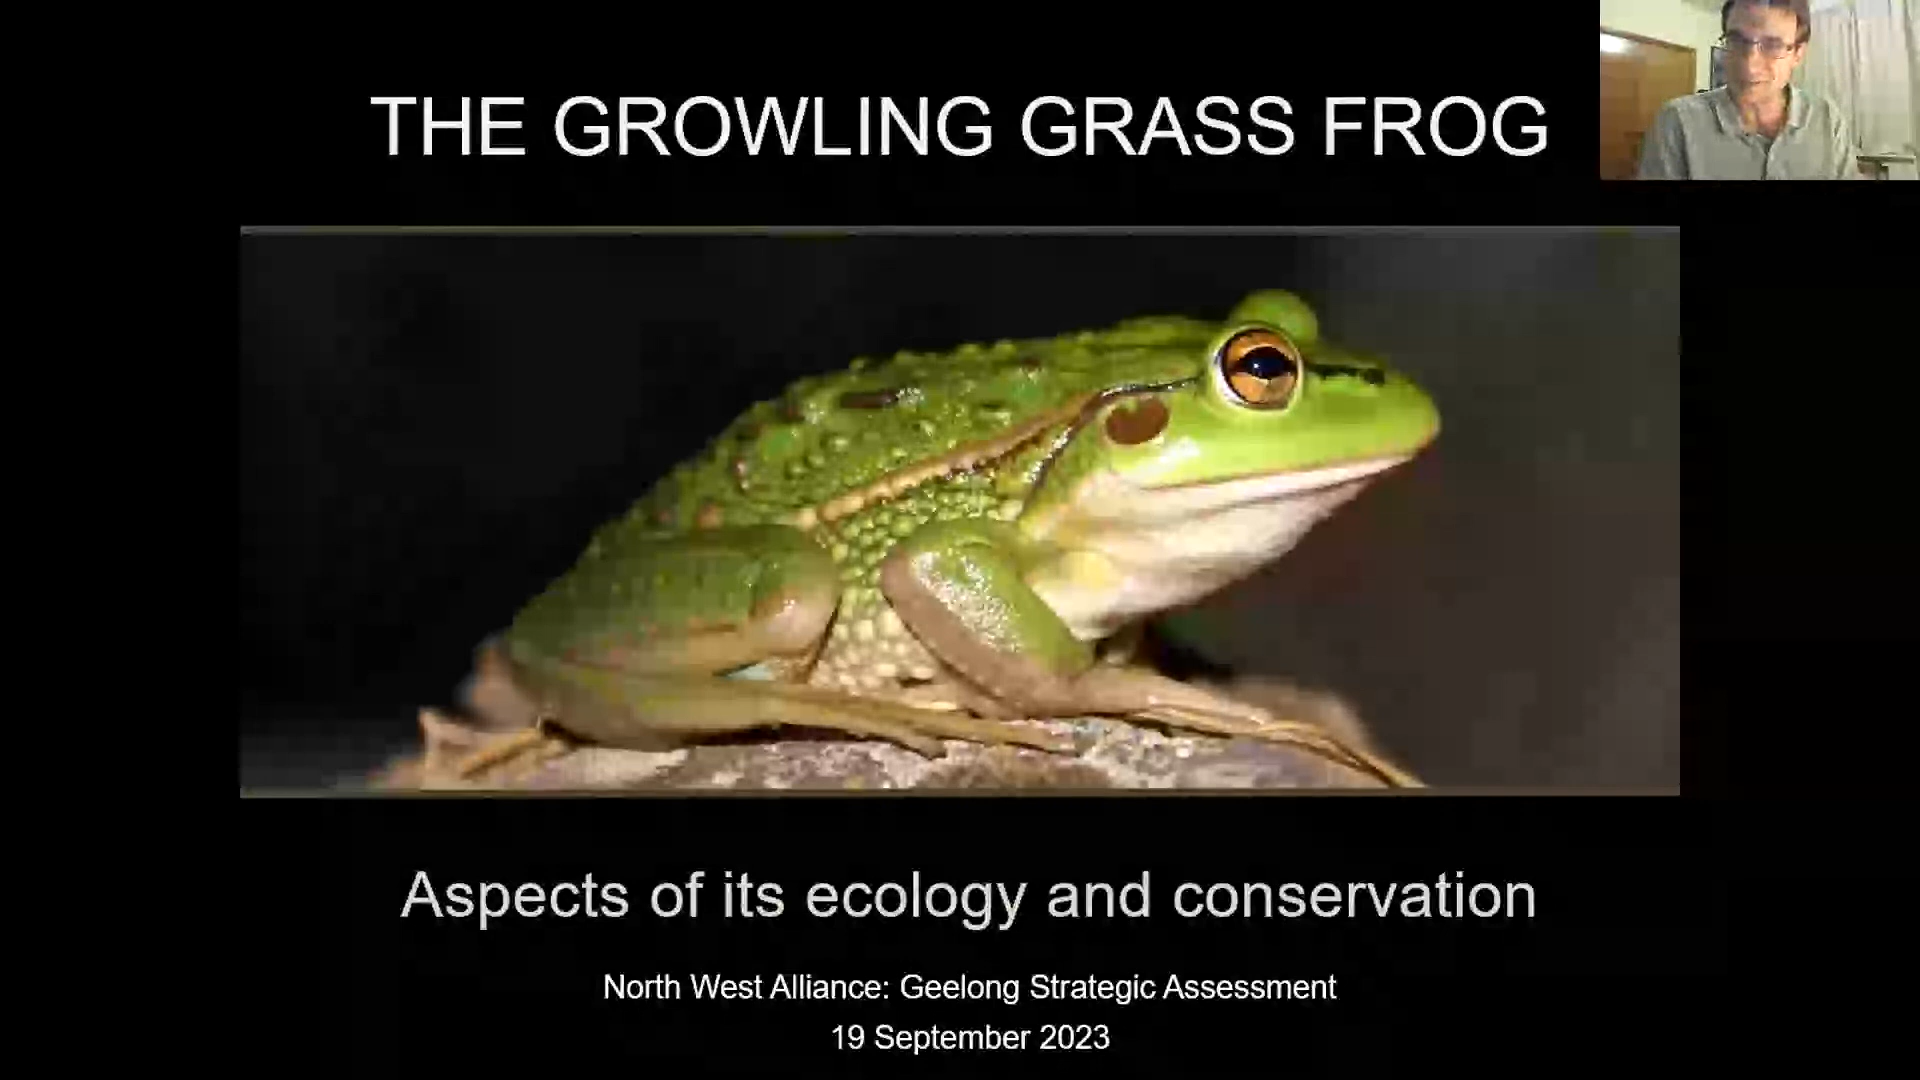 THE GROWLING GRASS FROG
Aspects of its ecology and conservation
North West Alliance: Geelong Strategic Assessment
19 September 2023